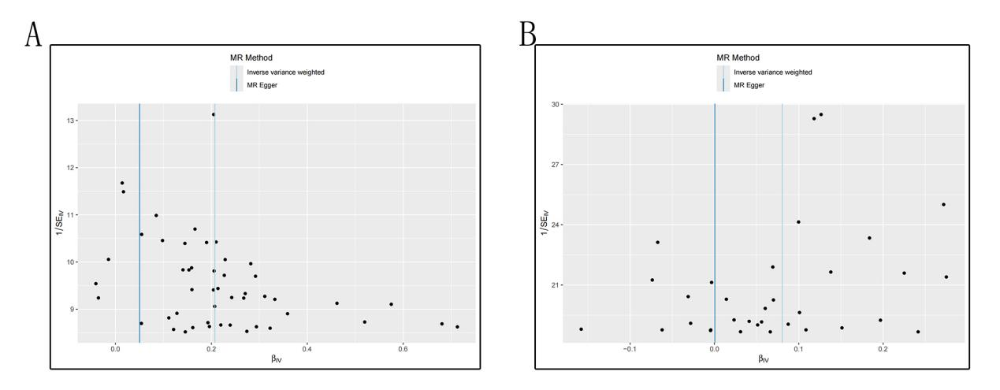 A
MR Method
Inverse variance weighted
MR Egger
13
12
11
10
9
1/SE_IV
0.0 0.2 0.4 0.6
β_IV
B
MR Method
Inverse variance weighted
MR Egger
30
27
24
21
1/SE_IV
−0.1 0.0 0.1 0.2
β_IV